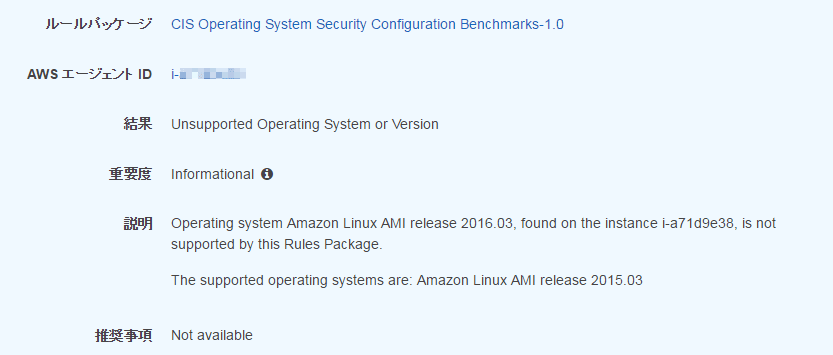 ルールパッケージ CIS Operating System Security Configuration Benchmarks-1.0
AWS エージェント ID i-
結果 Unsupported Operating System or Version
重要度 Informational
説明 Operating system Amazon Linux AMI release 2016.03, found on the instance i-a71d9e38, is not
supported by this Rules Package.
The supported operating systems are: Amazon Linux AMI release 2015.03
推奨事項 Not available